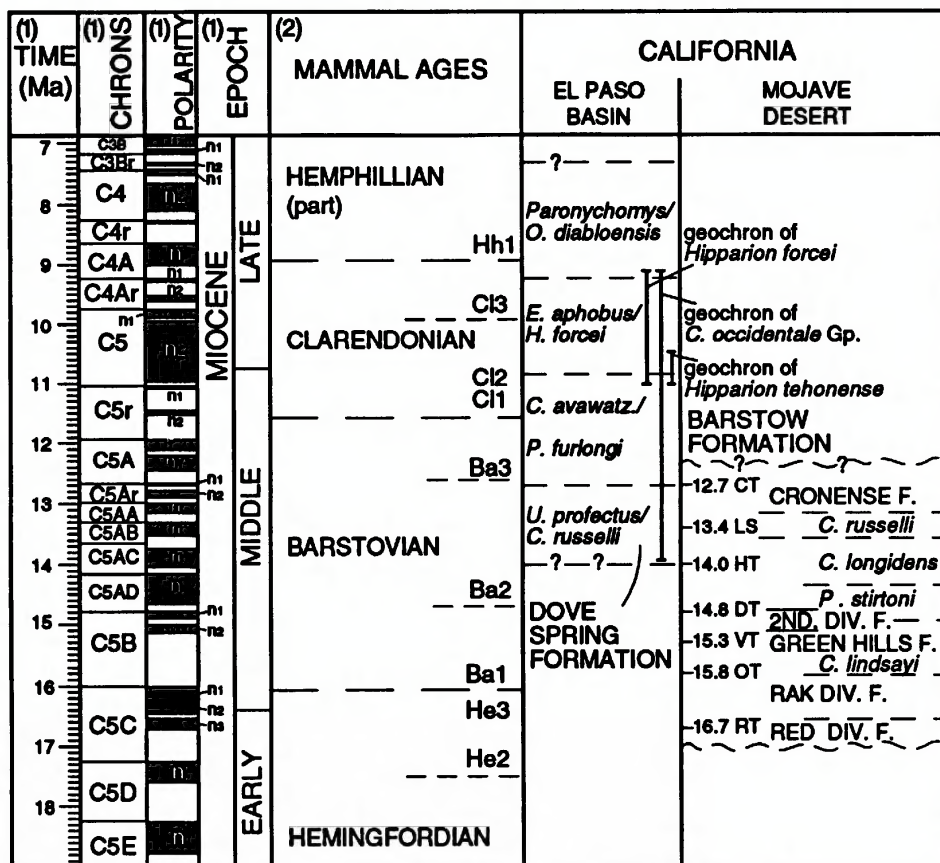 (1) TIME (Ma)
(1) CHRONS
(1) POLARITY
(1) EPOCH
(2) MAMMAL AGES
CALIFORNIA
EL PASO BASIN
MOJAVE DESERT
7
8
9
10
11
12
13
14
15
16
17
18
C3B
C3Br
C4
C4r
C4A
C4Ar
C5
C5r
C5A
C5Ar
C5AA
C5AB
C5AC
C5AD
C5B
C5C
C5D
C5E
n1
n2
n1
n2
n
n1
n2
n1
n2
n1
n2
n
n1
n2
n
n1
n2
n1
n2
n3
n
n
MIOCENE
LATE
MIDDLE
EARLY
HEMPHILLIAN
(part)
Hh1
Cl3
CLARENDONIAN
Cl2
Cl1
Ba3
BARSTOVIAN
Ba2
Ba1
He3
He2
HEMINGFORDIAN
?
Paronychomys/
O. diabloensis
E. aphobus/
H. forcei
C. avawatz./
P. furlongi
U. profectus/
C. russelli
? ?
DOVE
SPRING
FORMATION
geochron of
Hipparion forcei
geochron of
C. occidentale Gp.
geochron of
Hipparion tehonense
BARSTOW
FORMATION
? ?
12.7 CT
CRONENSE F.
13.4 LS C. russelli
14.0 HT C. longidens
P. stirtoni
14.8 DT
2ND. DIV. F.
15.3 VT GREEN HILLS F.
C. lindsayi
15.8 OT
RAK DIV. F.
16.7 RT RED DIV. F.